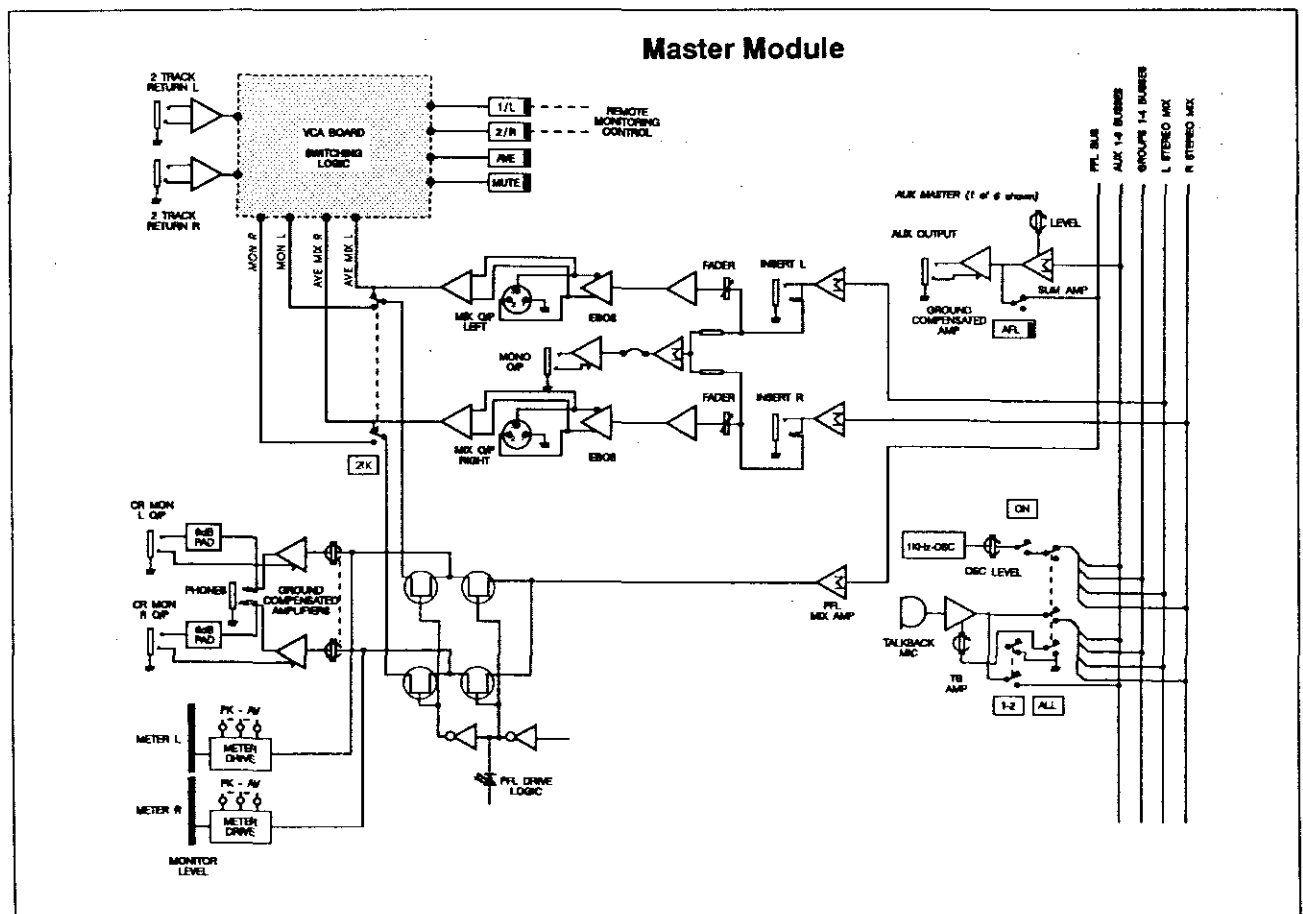 Master Module
2 TRACK
RETURN L
2 TRACK
RETURN R
VCA BOARD
SWITCHING
LOGIC
1/L
2/R
AVE
MUTE
REMOTE
MONITORING
CONTROL
MON R
MON L
AVE MIX R
AVE MIX L
PFL BUS
AUX 1-6 BUSSES
GROUPS 1-4 BUSSES
L STEREO MIX
R STEREO MIX
AUX MASTER (1 of 6 shown)
LEVEL
AUX OUTPUT
SUM AMP
GROUND
COMPENSATED
AMP
AFL
FADER
INSERT L
MIX O/P
LEFT
EBOS
MONO
O/P
FADER
INSERT R
MIX O/P
RIGHT
EBOS
2TK
CR MON
L O/P
6dB
PAD
PHONES
GROUND
COMPENSATED
AMPLIFIERS
CR MON
R O/P
6dB
PAD
ON
1KHz-OSC
OSC LEVEL
PFL
MIX AMP
TALKBACK
MIC
TB
AMP
1-2
ALL
PK - AV
METER L
METER
DRIVE
PK - AV
METER R
METER
DRIVE
PFL DRIVE
LOGIC
MONITOR
LEVEL